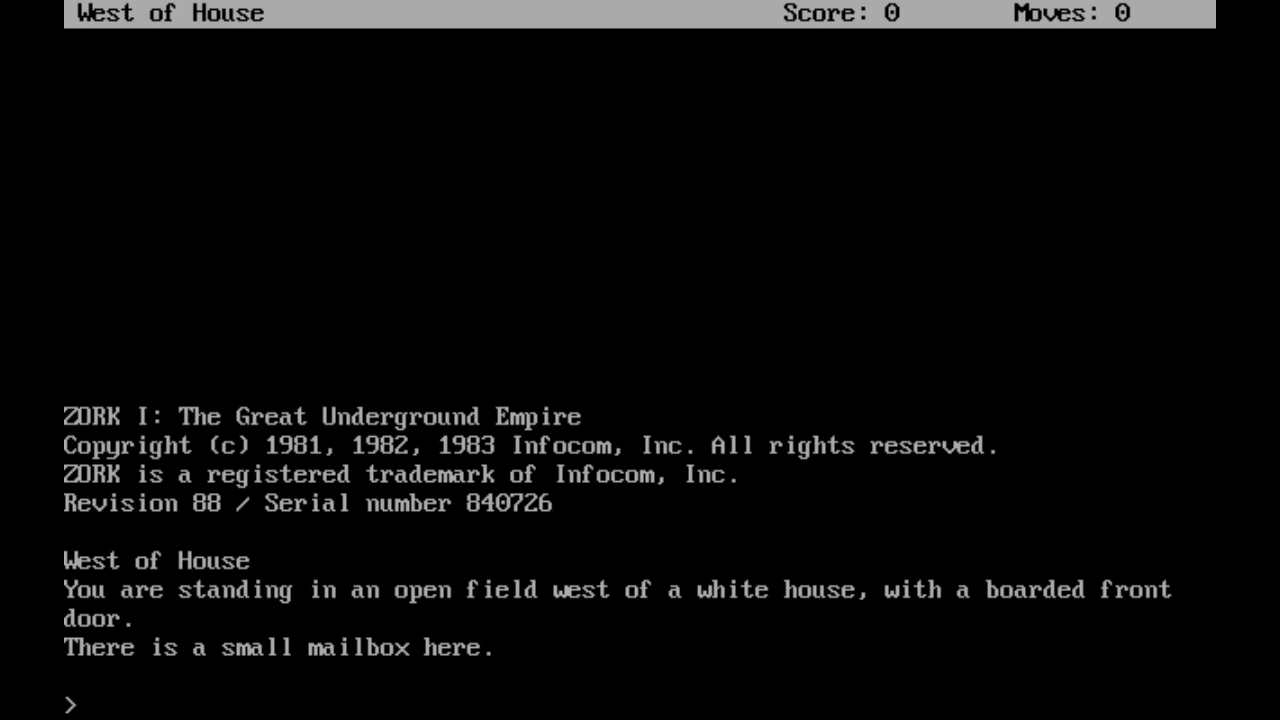 West of House Score: 0 Moves: 0
ZORK I: The Great Underground Empire
Copyright (c) 1981, 1982, 1983 Infocom, Inc. All rights reserved.
ZORK is a registered trademark of Infocom, Inc.
Revision 88 / Serial number 840726
West of House
You are standing in an open field west of a white house, with a boarded front
door.
There is a small mailbox here.
>